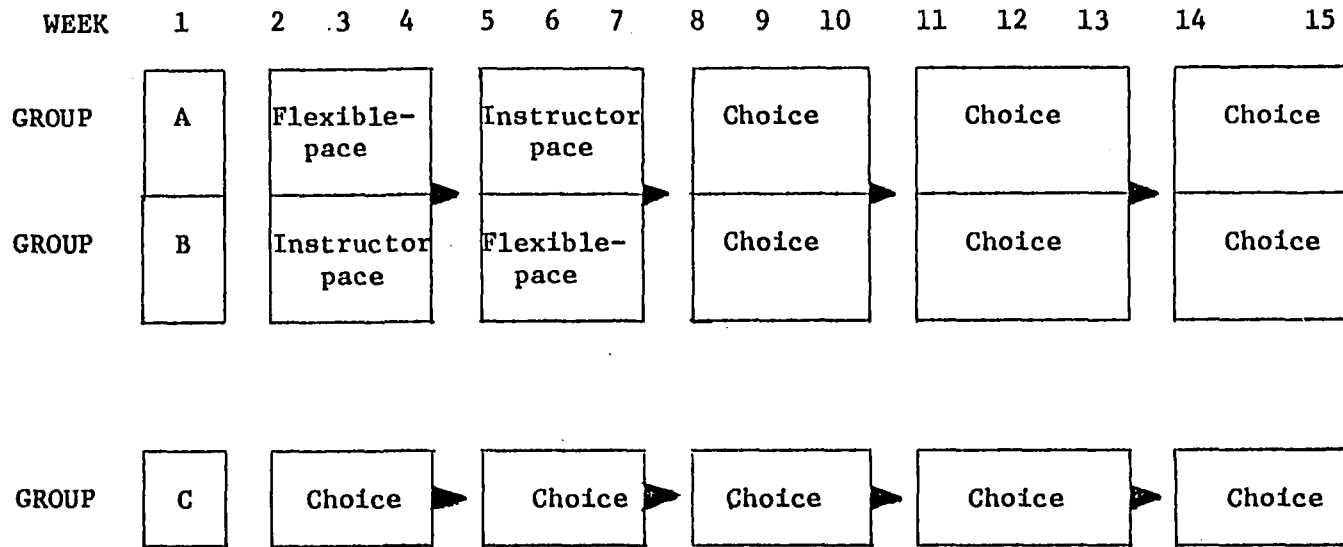 WEEK 1 2 3 4 5 6 7 8 9 10 11 12 13 14 15
GROUP A Flexible- Instructor Choice Choice Choice
pace pace
GROUP B Instructor Flexible- Choice Choice Choice
pace pace
GROUP C Choice Choice Choice Choice Choice